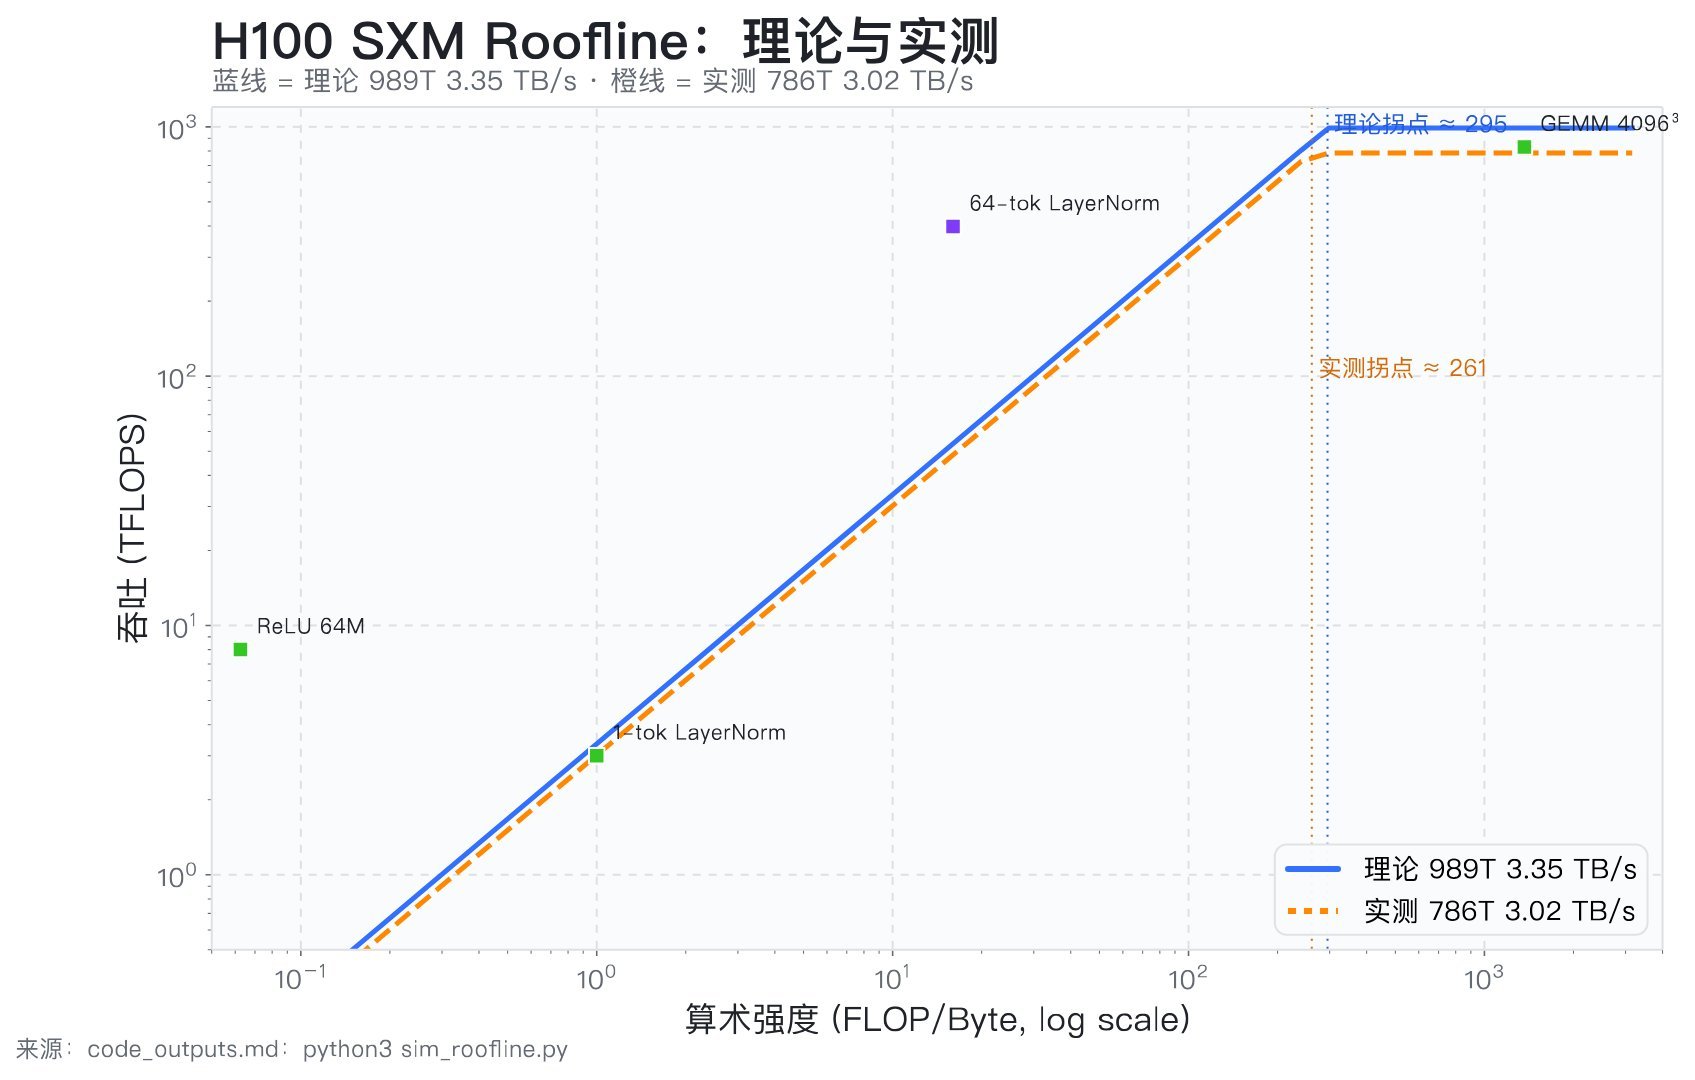 H100 SXM Roofline：理论与实测
蓝线 = 理论 989T 3.35 TB/s · 橙线 = 实测 786T 3.02 TB/s
吞吐 (TFLOPS)
10³
10²
10¹
10⁰
理论拐点 ≈ 295
GEMM 4096³
64-tok LayerNorm
实测拐点 ≈ 261
ReLU 64M
1-tok LayerNorm
理论 989T 3.35 TB/s
实测 786T 3.02 TB/s
10⁻¹ 10⁰ 10¹ 10² 10³
算术强度 (FLOP/Byte, log scale)
来源：code_outputs.md：python3 sim_roofline.py